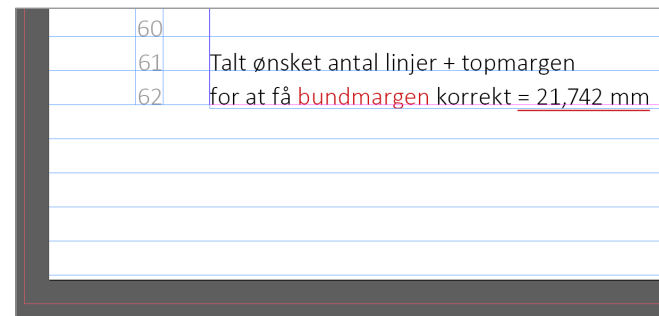 60
61 Talt ønsket antal linjer + topmargen
62 for at få bundmargen korrekt = 21,742 mm